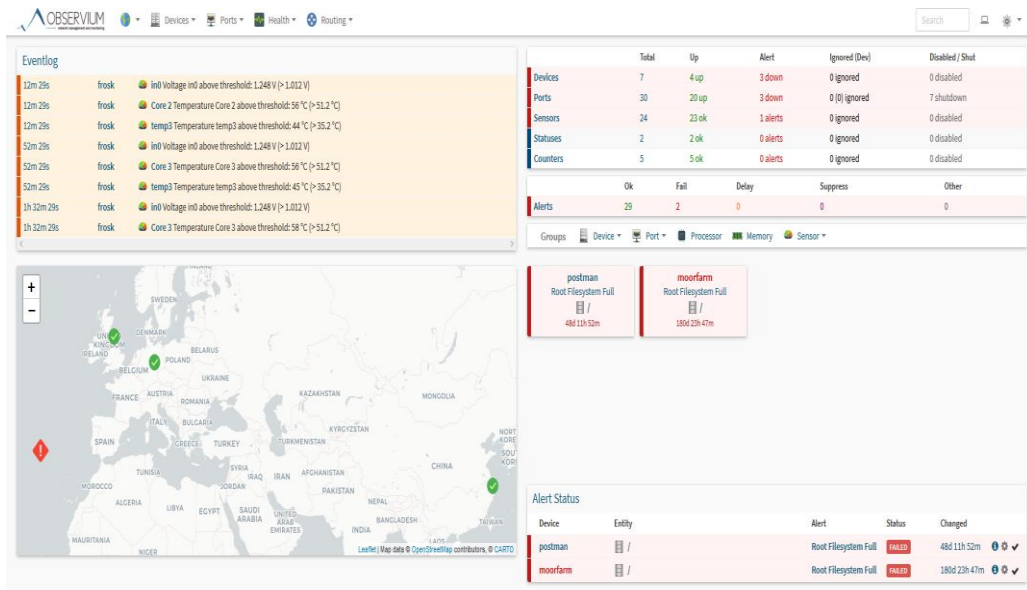 OBSERVIUM
Devices Ports Health Routing
Search
Eventlog
12m 29s frosk in0 Voltage in0 above threshold: 1.248 V (> 1.012 V)
12m 29s frosk Core 2 Temperature Core 2 above threshold: 56 °C (> 51.2 °C)
12m 29s frosk temp3 Temperature temp3 above threshold: 44 °C (> 35.2 °C)
52m 29s frosk in0 Voltage in0 above threshold: 1.248 V (> 1.012 V)
52m 29s frosk Core 3 Temperature Core 3 above threshold: 56 °C (> 51.2 °C)
52m 29s frosk temp3 Temperature temp3 above threshold: 45 °C (> 35.2 °C)
1h 32m 29s frosk in0 Voltage in0 above threshold: 1.248 V (> 1.012 V)
1h 32m 29s frosk Core 3 Temperature Core 3 above threshold: 58 °C (> 51.2 °C)
Total Up Alert Ignored (Dev) Disabled / Shut
Devices 7 4 up 3 down 0 ignored 0 disabled
Ports 30 20 up 3 down 0 (0) ignored 7 shutdown
Sensors 24 23 ok 1 alerts 0 ignored 0 disabled
Statuses 2 2 ok 0 alerts 0 ignored 0 disabled
Counters 5 5 ok 0 alerts 0 ignored 0 disabled
Ok Fail Delay Suppress Other
Alerts 29 2 0 0 0
Groups Device Port Processor Memory Sensor
+
−
SWEDEN
DENMARK
IRELAND
BELARUS
POLAND
BELGIUM
UKRAINE
FRANCE AUSTRIA
ROMANIA
KAZAKHSTAN
MONGOLIA
ITALY BULGARIA
KYRGYZSTAN
SPAIN
GREECE TURKEY
TURKMENISTAN
TUNISIA
SYRIA
IRAQ IRAN AFGHANISTAN
CHINA
MOROCCO
JORDAN
PAKISTAN
ALGERIA LIBYA EGYPT
SAUDI ARABIA
UNITED ARAB EMIRATES
NEPAL
INDIA
BANGLADESH
TAIWAN
MAURITANIA
NIGER
LAOS
Leaflet | Map data © OpenStreetMap contributors, © CARTO
postman
Root Filesystem Full
/
48d 11h 52m
moorfarm
Root Filesystem Full
/
180d 23h 47m
Alert Status
Device Entity Alert Status Changed
postman / Root Filesystem Full FAILED 48d 11h 52m
moorfarm / Root Filesystem Full FAILED 180d 23h 47m